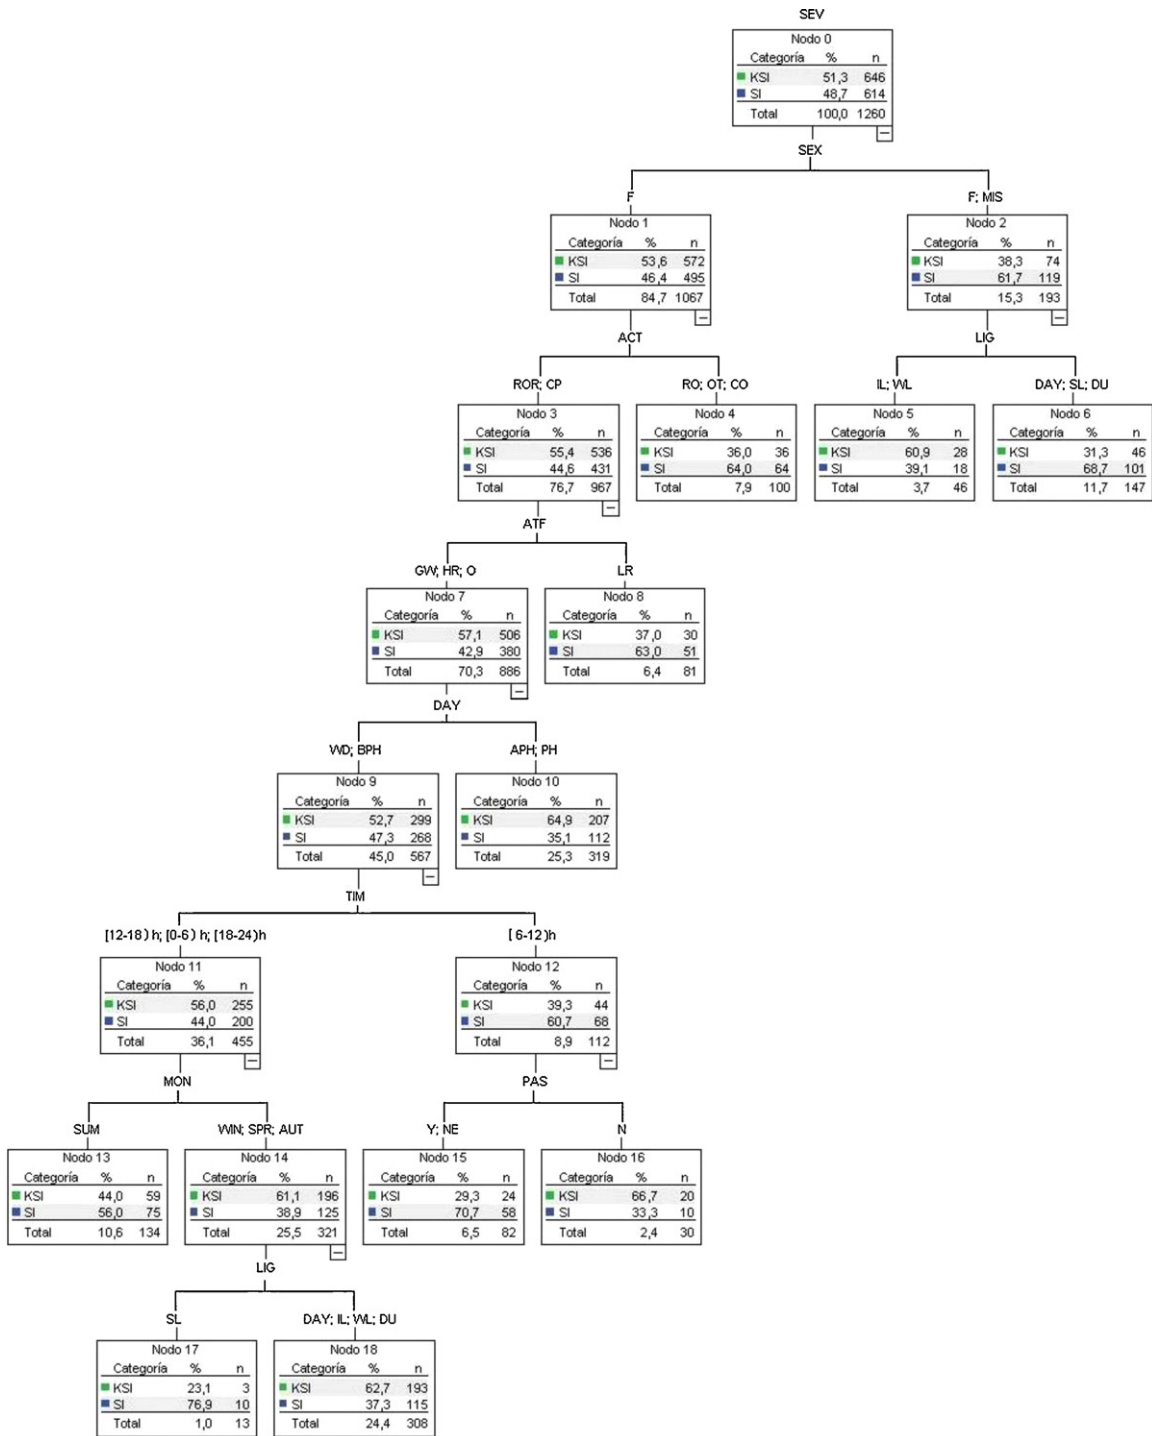 SEV
Nodo 0
Categoría % n
KSI 51,3 646
SI 48,7 614
Total 100,0 1260
SEX
F
F; MIS
Nodo 1
Categoría % n
KSI 53,6 572
SI 46,4 495
Total 84,7 1067
Nodo 2
Categoría % n
KSI 38,3 74
SI 61,7 119
Total 15,3 193
ACT
LIG
ROR; CP
RO; OT; CO
IL; WL
DAY; SL; DU
Nodo 3
Categoría % n
KSI 55,4 536
SI 44,6 431
Total 76,7 967
Nodo 4
Categoría % n
KSI 36,0 36
SI 64,0 64
Total 7,9 100
Nodo 5
Categoría % n
KSI 60,9 28
SI 39,1 18
Total 3,7 46
Nodo 6
Categoría % n
KSI 31,3 46
SI 68,7 101
Total 11,7 147
ATF
GW; HR; O
LR
Nodo 7
Categoría % n
KSI 57,1 506
SI 42,9 380
Total 70,3 886
Nodo 8
Categoría % n
KSI 37,0 30
SI 63,0 51
Total 6,4 81
DAY
WD; BPH
APH; PH
Nodo 9
Categoría % n
KSI 52,7 299
SI 47,3 268
Total 45,0 567
Nodo 10
Categoría % n
KSI 64,9 207
SI 35,1 112
Total 25,3 319
TIM
[12-18) h; [0-6) h; [18-24)h
[6-12)h
Nodo 11
Categoría % n
KSI 56,0 255
SI 44,0 200
Total 36,1 455
Nodo 12
Categoría % n
KSI 39,3 44
SI 60,7 68
Total 8,9 112
MON
PAS
SUM
WIN; SPR; AUT
Y; NE
N
Nodo 13
Categoría % n
KSI 44,0 59
SI 56,0 75
Total 10,6 134
Nodo 14
Categoría % n
KSI 61,1 196
SI 38,9 125
Total 25,5 321
Nodo 15
Categoría % n
KSI 29,3 24
SI 70,7 58
Total 6,5 82
Nodo 16
Categoría % n
KSI 66,7 20
SI 33,3 10
Total 2,4 30
LIG
SL
DAY; IL; WL; DU
Nodo 17
Categoría % n
KSI 23,1 3
SI 76,9 10
Total 1,0 13
Nodo 18
Categoría % n
KSI 62,7 193
SI 37,3 115
Total 24,4 308